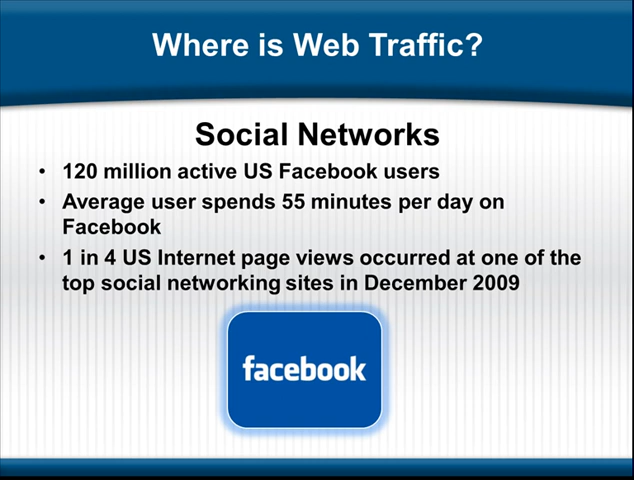 Where is Web Traffic?
Social Networks
• 120 million active US Facebook users
• Average user spends 55 minutes per day on
Facebook
• 1 in 4 US Internet page views occurred at one of the
top social networking sites in December 2009
facebook